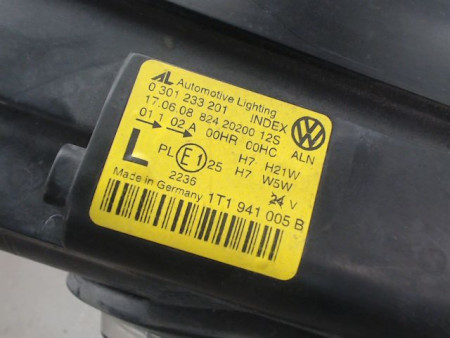 AL Automotive Lighting
0 301 233 201 INDEX
17.06.08 824 20200 12S
01 1 02 A 00HR 00HC ALN
L PL E1 25 H7 H21W
H7 W5W
2236 24 V
Made in Germany 1T1 941 005 B